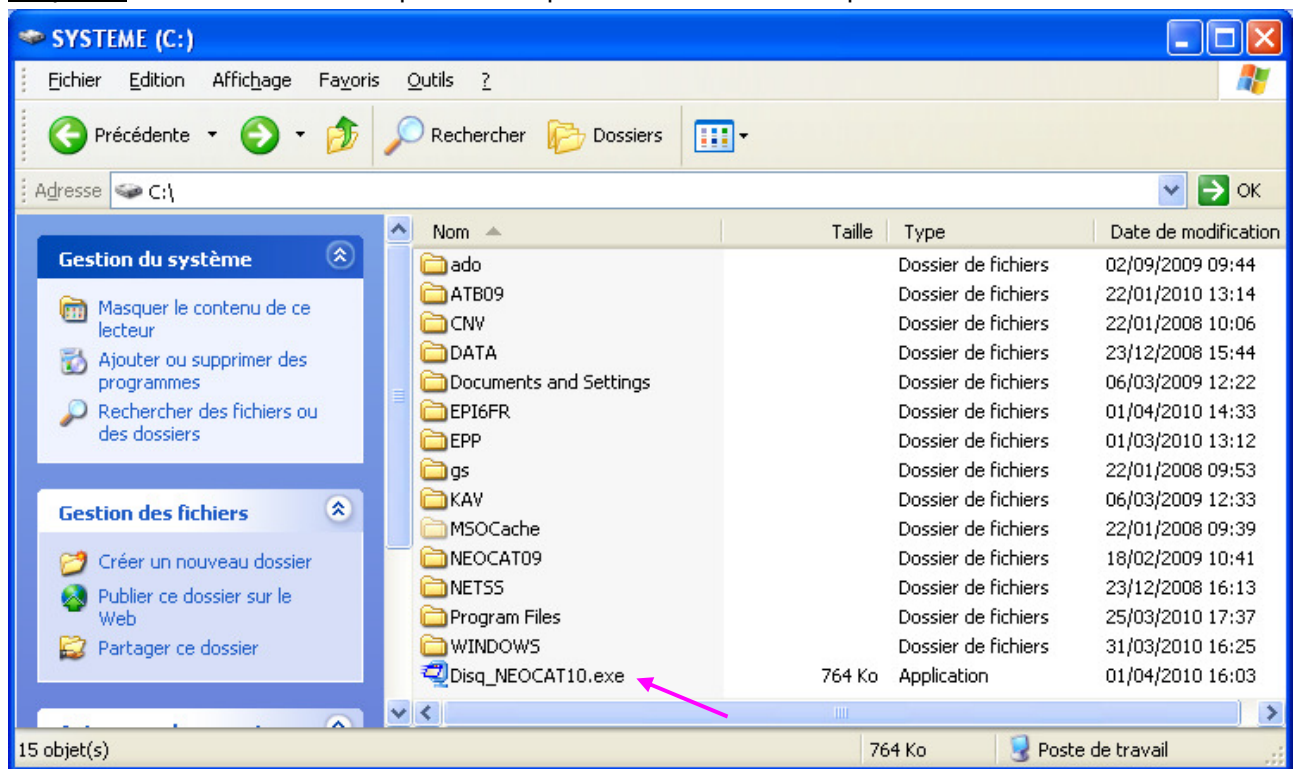 SYSTEME (C:)
Fichier Edition Affichage Favoris Outils ?
Précédente Rechercher Dossiers
Adresse C:\ OK
Gestion du système
Masquer le contenu de ce
lecteur
Ajouter ou supprimer des
programmes
Rechercher des fichiers ou
des dossiers
Gestion des fichiers
Créer un nouveau dossier
Publier ce dossier sur le
Web
Partager ce dossier
Nom Taille Type Date de modification
ado Dossier de fichiers 02/09/2009 09:44
ATB09 Dossier de fichiers 22/01/2010 13:14
CNV Dossier de fichiers 22/01/2008 10:06
DATA Dossier de fichiers 23/12/2008 15:44
Documents and Settings Dossier de fichiers 06/03/2009 12:22
EPI6FR Dossier de fichiers 01/04/2010 14:33
EPP Dossier de fichiers 01/03/2010 13:12
gs Dossier de fichiers 22/01/2008 09:53
KAV Dossier de fichiers 06/03/2009 12:33
MSOCache Dossier de fichiers 22/01/2008 09:39
NEOCAT09 Dossier de fichiers 18/02/2009 10:41
NETSS Dossier de fichiers 23/12/2008 16:13
Program Files Dossier de fichiers 25/03/2010 17:37
WINDOWS Dossier de fichiers 31/03/2010 16:25
Disq_NEOCAT10.exe 764 Ko Application 01/04/2010 16:03
15 objet(s) 764 Ko Poste de travail